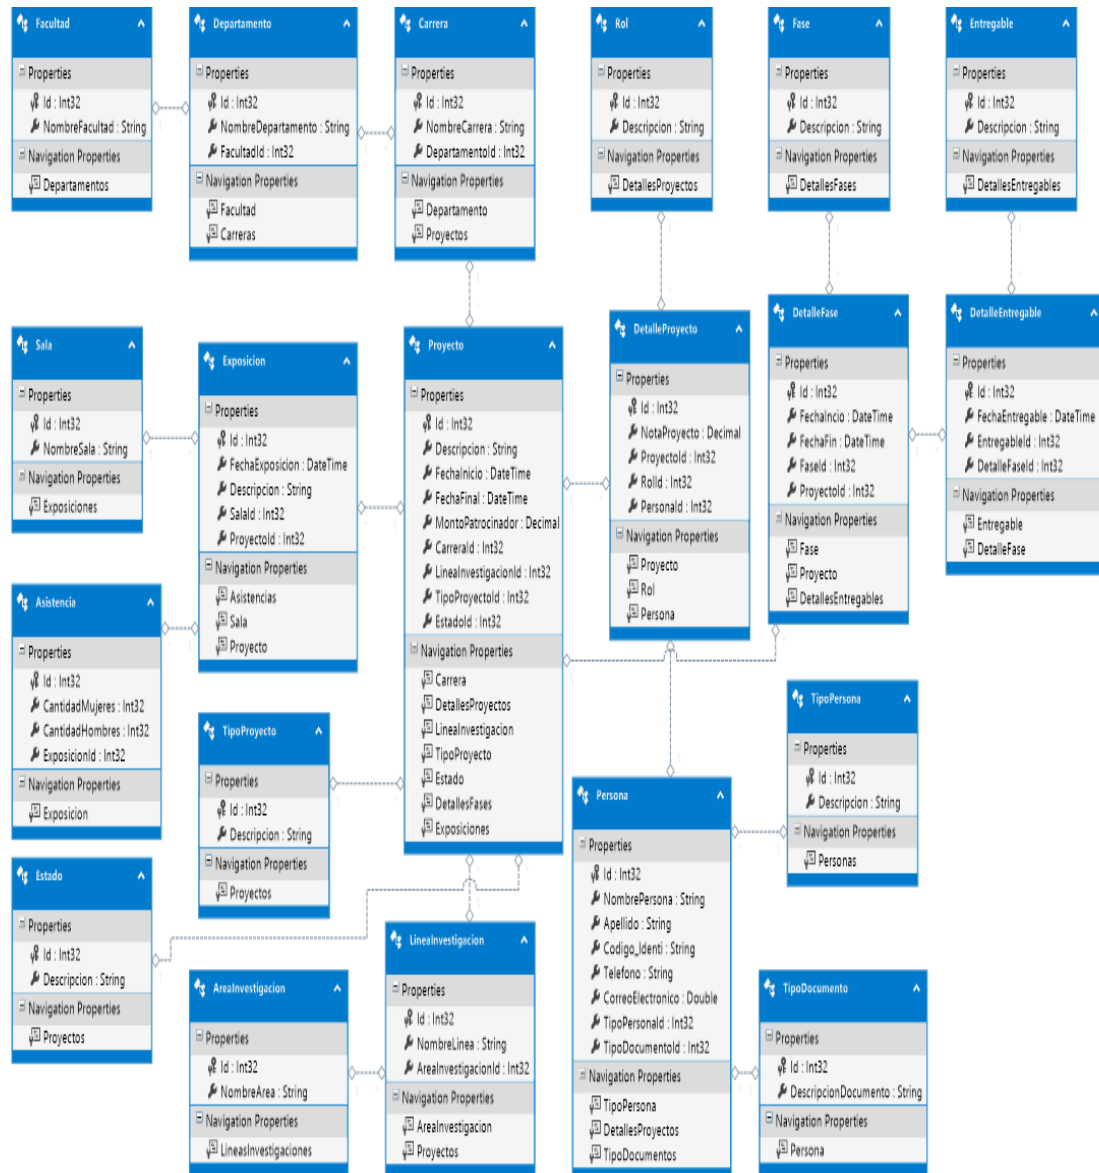 Facultad
Properties
Id : Int32
NombreFacultad : String
Navigation Properties
Departamentos
Departamento
Properties
Id : Int32
NombreDepartamento : String
FacultadId : Int32
Navigation Properties
Facultad
Carreras
Carrera
Properties
Id : Int32
NombreCarrera : String
DepartamentoId : Int32
Navigation Properties
Departamento
Proyectos
Rol
Properties
Id : Int32
Descripcion : String
Navigation Properties
DetallesProyectos
Fase
Properties
Id : Int32
Descripcion : String
Navigation Properties
DetallesFases
Entregable
Properties
Id : Int32
Descripcion : String
Navigation Properties
DetallesEntregables
Sala
Properties
Id : Int32
NombreSala : String
Navigation Properties
Exposiciones
Exposicion
Properties
Id : Int32
FechaExposicion : DateTime
Descripcion : String
SalaId : Int32
ProyectoId : Int32
Navigation Properties
Asistencias
Sala
Proyecto
Proyecto
Properties
Id : Int32
Descripcion : String
FechaInicio : DateTime
FechaFinal : DateTime
MontoPatrocinador : Decimal
CarreraId : Int32
LineaInvestigacionId : Int32
TipoProyectoId : Int32
EstadoId : Int32
Navigation Properties
Carrera
DetallesProyectos
LineaInvestigacion
TipoProyecto
Estado
DetallesFases
Exposiciones
DetalleProyecto
Properties
Id : Int32
NotaProyecto : Decimal
ProyectoId : Int32
RolId : Int32
PersonaId : Int32
Navigation Properties
Proyecto
Rol
Persona
DetalleFase
Properties
Id : Int32
FechaIncio : DateTime
FechaFin : DateTime
FaseId : Int32
ProyectoId : Int32
Navigation Properties
Fase
Proyecto
DetallesEntregables
DetalleEntregable
Properties
Id : Int32
FechaEntregable : DateTime
EntregableId : Int32
DetalleFaseId : Int32
Navigation Properties
Entregable
DetalleFase
Asistencia
Properties
Id : Int32
CantidadMujeres : Int32
CantidadHombres : Int32
ExposicionId : Int32
Navigation Properties
Exposicion
TipoProyecto
Properties
Id : Int32
Descripcion : String
Navigation Properties
Proyectos
TipoPersona
Properties
Id : Int32
Descripcion : String
Navigation Properties
Personas
Persona
Properties
Id : Int32
NombrePersona : String
Apellido : String
Codigo_Identi : String
Telefono : String
CorreoElectronico : Double
TipoPersonaId : Int32
TipoDocumentoId : Int32
Navigation Properties
TipoPersona
DetallesProyectos
TipoDocumentos
Estado
Properties
Id : Int32
Descripcion : String
Navigation Properties
Proyectos
AreaInvestigacion
Properties
Id : Int32
NombreArea : String
Navigation Properties
LineasInvestigaciones
LineaInvestigacion
Properties
Id : Int32
NombreLinea : String
AreaInvestigacionId : Int32
Navigation Properties
AreaInvestigacion
Proyectos
TipoDocumento
Properties
Id : Int32
DescripcionDocumento : String
Navigation Properties
Persona